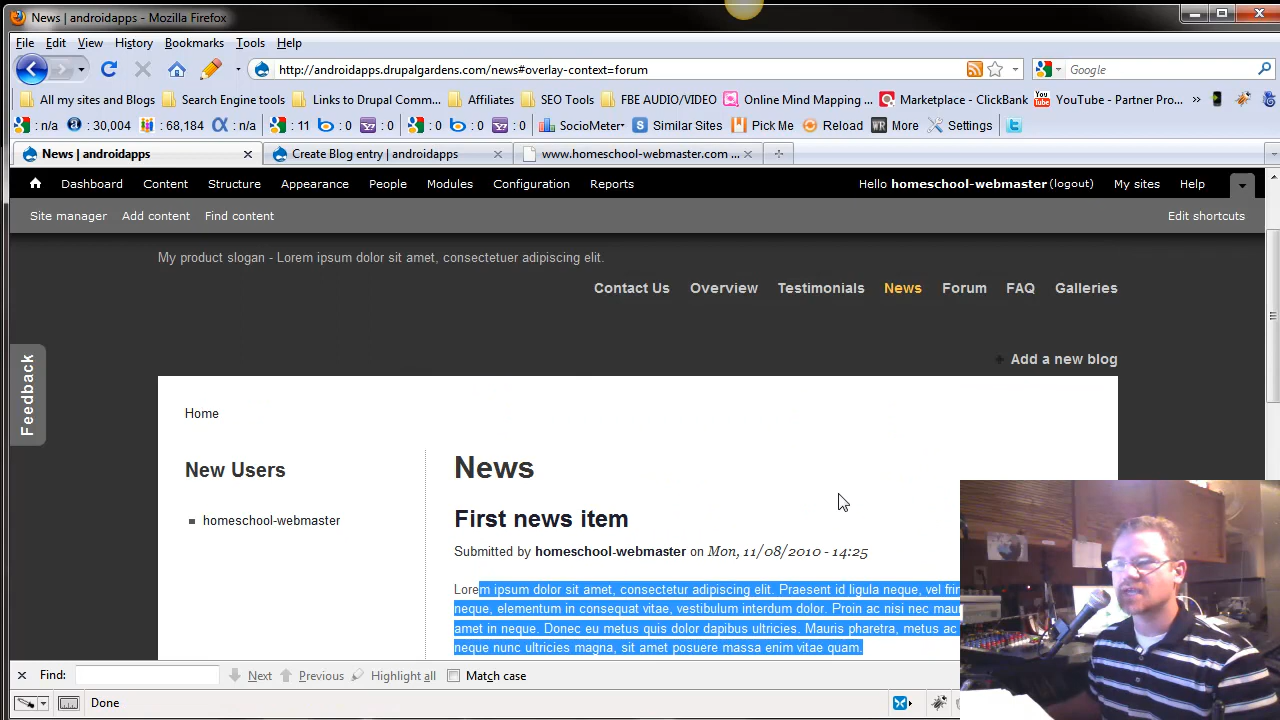 News | androidapps - Mozilla Firefox
File Edit View History Bookmarks Tools Help
http://androidapps.drupalgardens.com/news#overlay-context=forum
Google
All my sites and Blogs Search Engine tools Links to Drupal Comm... Affiliates SEO Tools FBE AUDIO/VIDEO Online Mind Mapping ... Marketplace - ClickBank YouTube - Partner Pro... »
: n/a : 30,004 : 68,184 : n/a : 11 : 0 : 0 : 0 : 0 : 0 SocioMeter Similar Sites Pick Me Reload More Settings
News | androidapps Create Blog entry | androidapps www.homeschool-webmaster.com ...
Dashboard Content Structure Appearance People Modules Configuration Reports Hello homeschool-webmaster (logout) My sites Help
Site manager Add content Find content Edit shortcuts
My product slogan - Lorem ipsum dolor sit amet, consectetuer adipiscing elit.
Contact Us Overview Testimonials News Forum FAQ Galleries
Add a new blog
Feedback
Home
New Users
homeschool-webmaster
News
First news item
Submitted by homeschool-webmaster on Mon, 11/08/2010 - 14:25
Lorem ipsum dolor sit amet, consectetur adipiscing elit. Praesent id ligula neque, vel
neque, elementum in consequat vitae, vestibulum interdum dolor. Proin ac nisi nec
amet in neque. Donec eu metus quis dolor dapibus ultricies. Mauris pharetra, metus ac
neque nunc ultricies magna, sit amet posuere massa enim vitae quam.
Find: Next Previous Highlight all Match case
Done